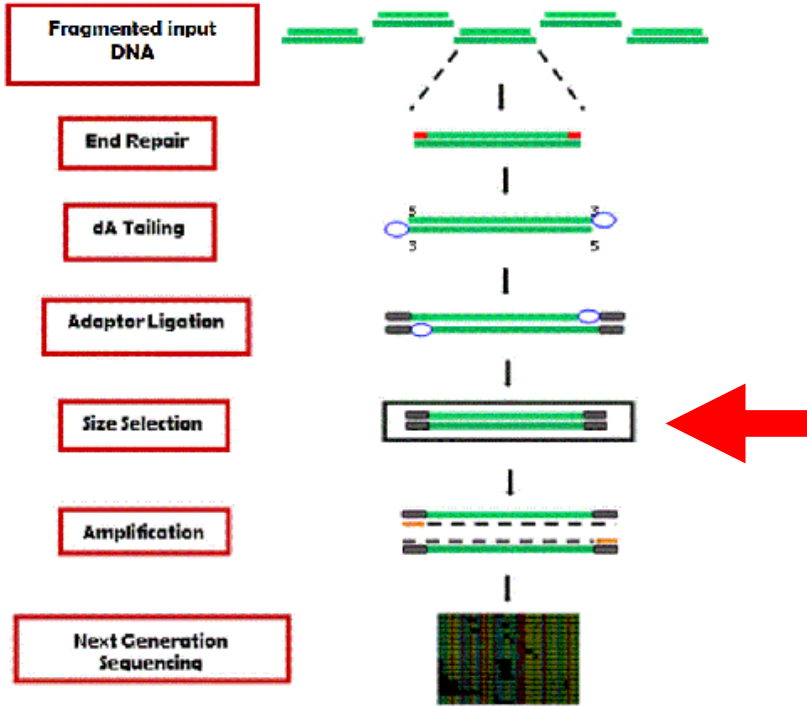 Fragmented input
DNA
End Repair
dA Tailing
5 3
3 5
Adaptor Ligation
Size Selection
Amplification
Next Generation
Sequencing